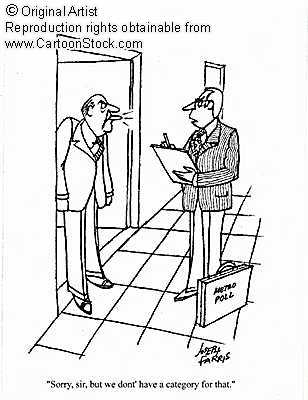 © Original Artist
Reproduction rights obtainable from
www.CartoonStock.com
METRO
POLL
JOSEPH
FARRIS
"Sorry, sir, but we dont' have a category for that."